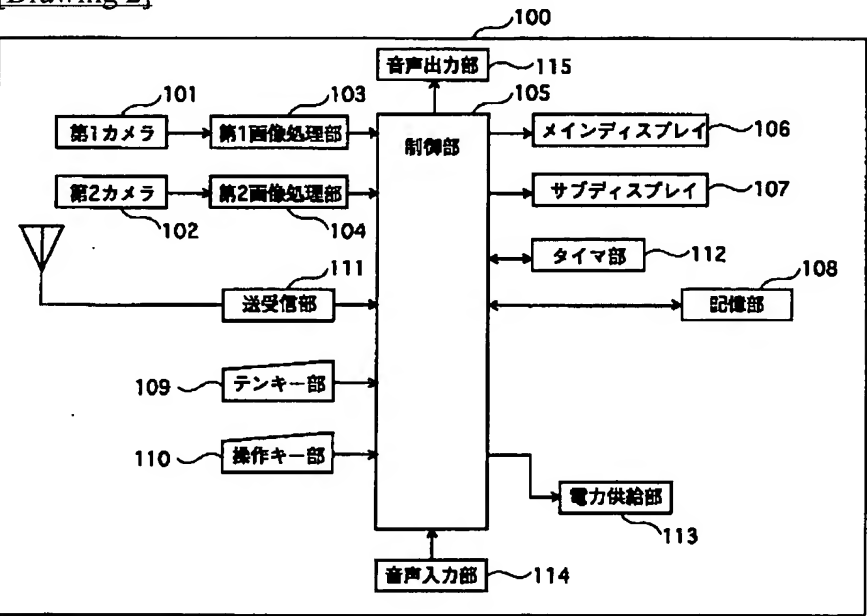 [Drawing 2]
100
音声出力部 115
101 103 105
第1カメラ 第1画像処理部 制御部 メインディスプレイ 106
第2カメラ 第2画像処理部 サブディスプレイ 107
102 104
タイマ部 112
111 108
送受信部 記憶部
109 テンキー部
110 操作キー部
電力供給部
113
音声入力部 114